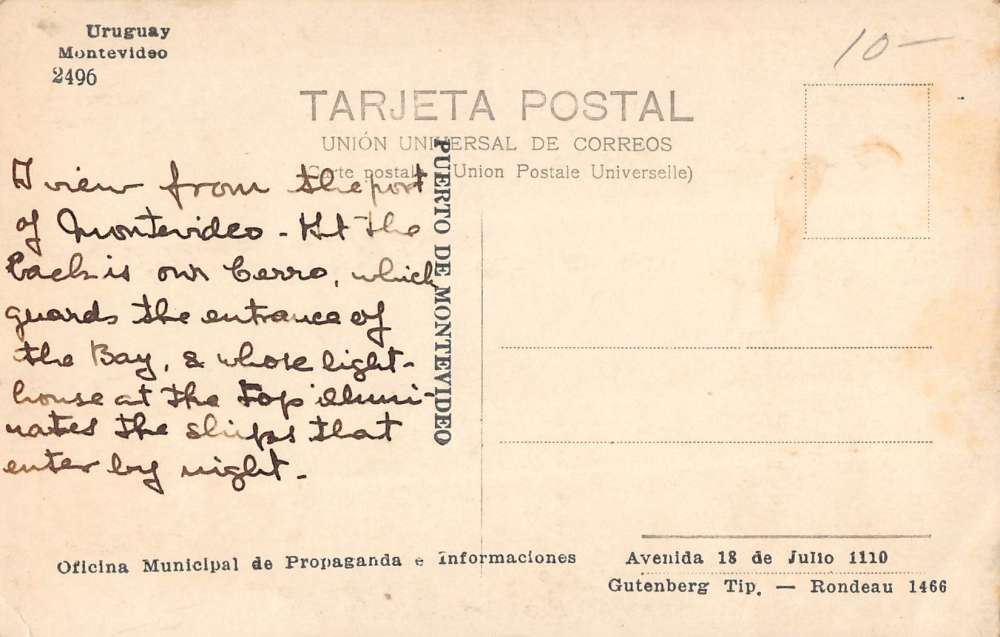 Uruguay
Montevideo
2496
10-
TARJETA POSTAL
UNIÓN UNIVERSAL DE CORREOS
(Carte postale Union Postale Universelle)
PUERTO DE MONTEVIDEO
A view from the port
of Montevideo - At the
back is our Cerro, which
guards the entrance of
the Bay, & whose light-
house at the top illumi-
nates the ships that
enter by night.
Oficina Municipal de Propaganda e Informaciones
Avenida 18 de Julio 1110
Gutenberg Tip. — Rondeau 1466